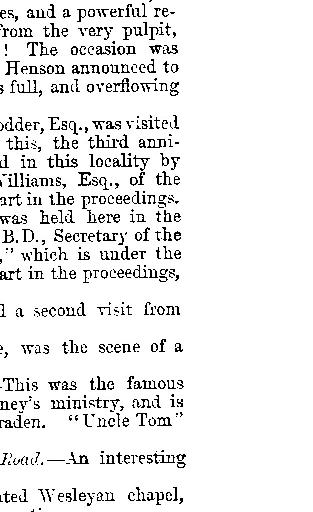 es, and a powerful re-
from the very pulpit,
! The occasion was
Henson announced to
s full, and overflowing
odder, Esq., was visited
this, the third anni-
d in this locality by
Williams, Esq., of the
art in the proceedings.
was held here in the
B.D., Secretary of the
," which is under the
art in the proceedings,
l a second visit from
e, was the scene of a
-This was the famous
ney's ministry, and is
raden. "Uncle Tom"
Road.—An interesting
ated Wesleyan chapel,